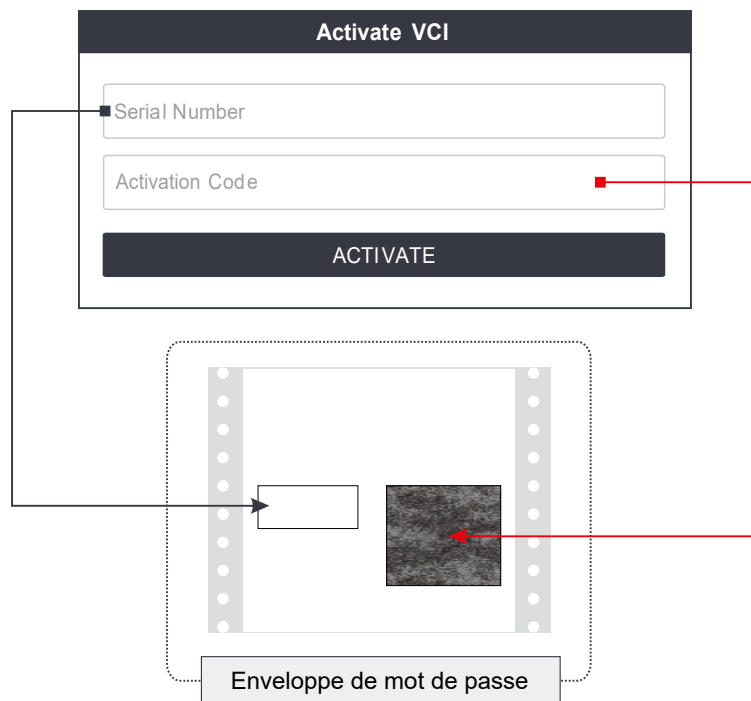 Activate VCI
Serial Number
Activation Code
ACTIVATE
Enveloppe de mot de passe